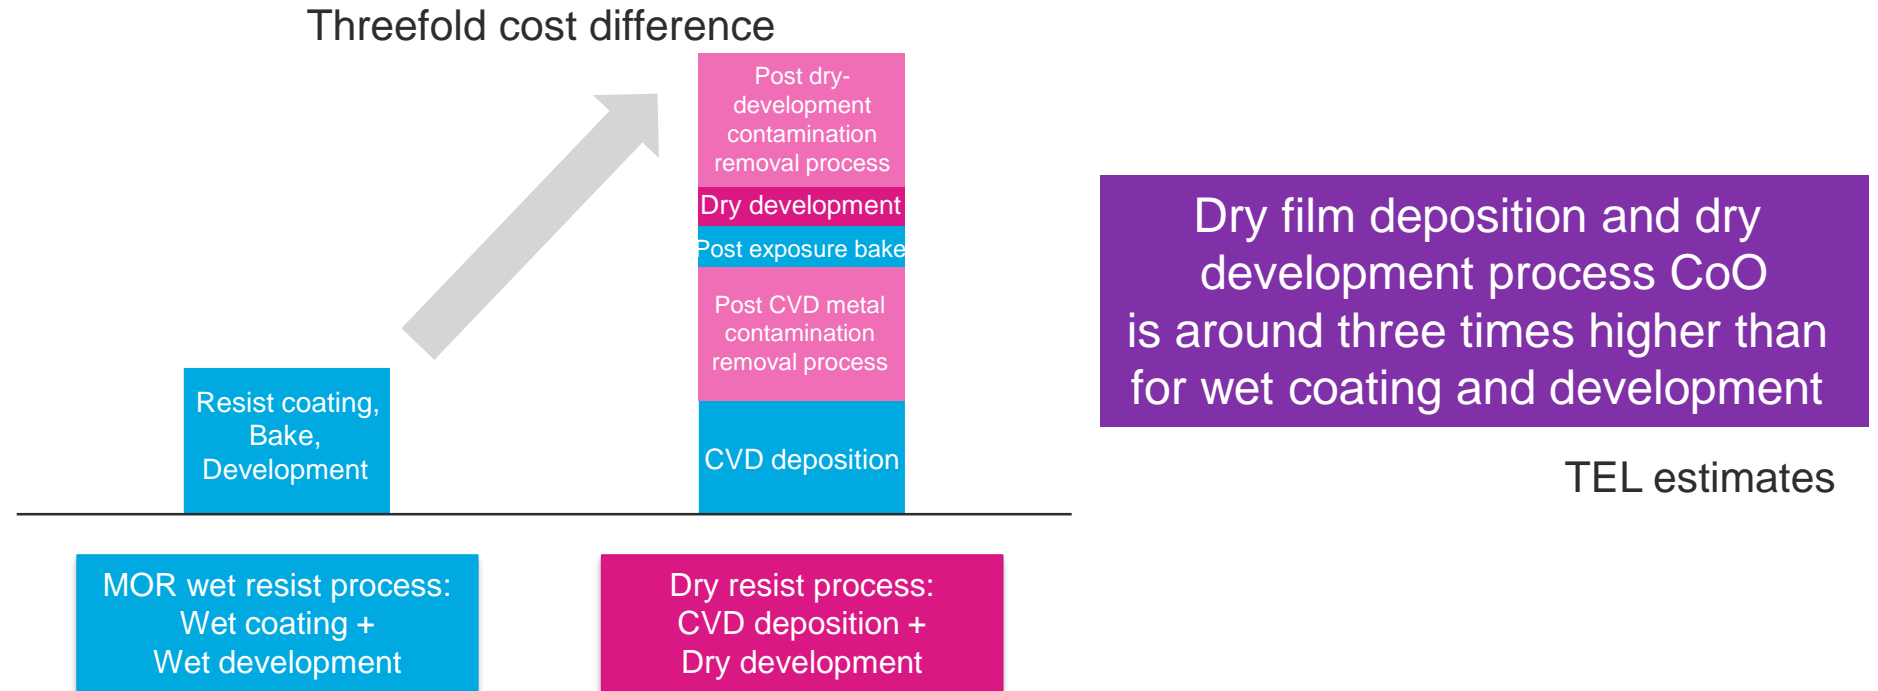 Threefold cost difference
Post dry-
development
contamination
removal process
Dry development
Post exposure bake
Post CVD metal
contamination
removal process
CVD deposition
Resist coating,
Bake,
Development
MOR wet resist process:
Wet coating +
Wet development
Dry resist process:
CVD deposition +
Dry development
Dry film deposition and dry
development process CoO
is around three times higher than
for wet coating and development
TEL estimates